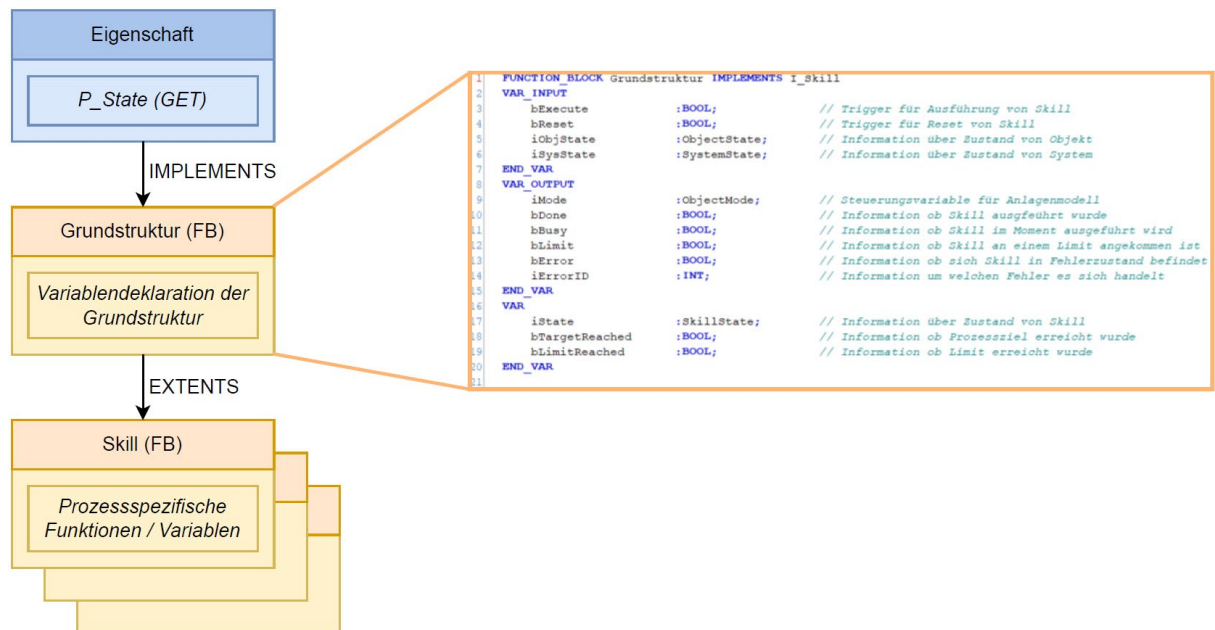 Eigenschaft
P_State (GET)
IMPLEMENTS
Grundstruktur (FB)
Variablendeklaration der
Grundstruktur
EXTENTS
Skill (FB)
Prozessspezifische
Funktionen / Variablen
1 FUNCTION_BLOCK Grundstruktur IMPLEMENTS I_Skill
2 VAR_INPUT
3 bExecute :BOOL; // Trigger für Ausführung von Skill
4 bReset :BOOL; // Trigger für Reset von Skill
5 iObjState :ObjectState; // Information über Zustand von Objekt
6 iSysState :SystemState; // Information über Zustand von System
7 END_VAR
8 VAR_OUTPUT
9 iMode :ObjectMode; // Steuerungsvariable für Anlagenmodell
10 bDone :BOOL; // Information ob Skill ausgfeührt wurde
11 bBusy :BOOL; // Information ob Skill im Moment ausgeführt wird
12 bLimit :BOOL; // Information ob Skill an einem Limit angekommen ist
13 bError :BOOL; // Information ob sich Skill in Fehlerzustand befindet
14 iErrorID :INT; // Information um welchen Fehler es sich handelt
15 END_VAR
16 VAR
17 iState :SkillState; // Information über Zustand von Skill
18 bTargetReached :BOOL; // Information ob Prozessziel erreicht wurde
19 bLimitReached :BOOL; // Information ob Limit erreicht wurde
20 END_VAR
21